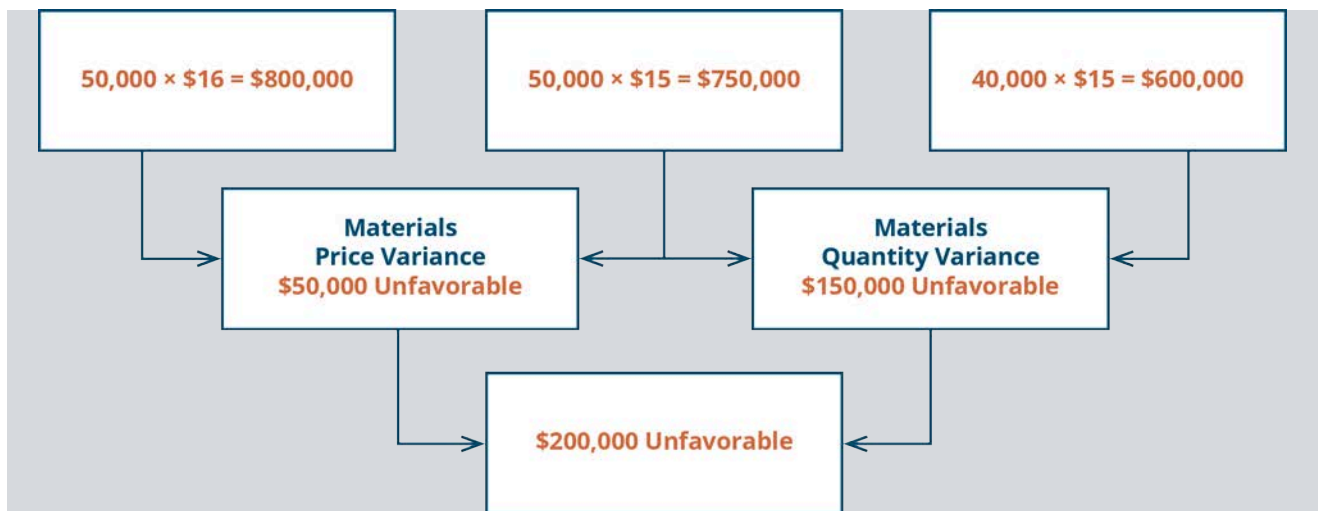 50,000 × $16 = $800,000
50,000 × $15 = $750,000
40,000 × $15 = $600,000
Materials
Price Variance
$50,000 Unfavorable
Materials
Quantity Variance
$150,000 Unfavorable
$200,000 Unfavorable